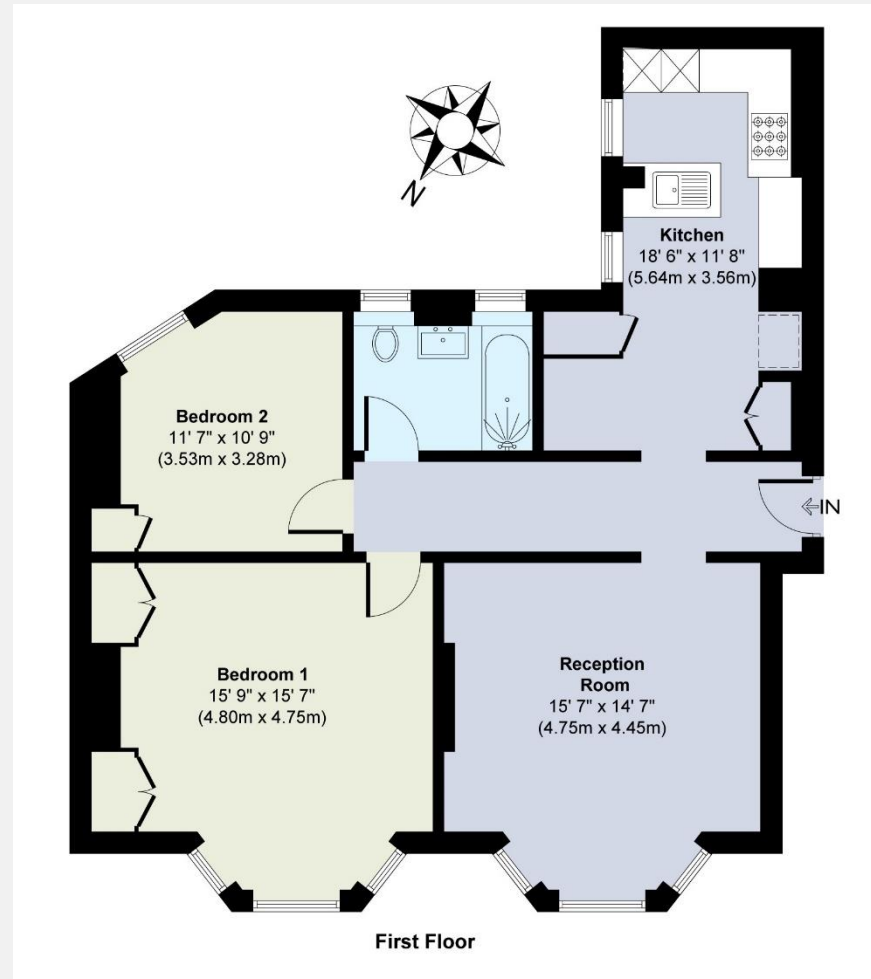 N
Kitchen
18' 6" x 11' 8"
(5.64m x 3.56m)
Bedroom 2
11' 7" x 10' 9"
(3.53m x 3.28m)
IN
Bedroom 1
15' 9" x 15' 7"
(4.80m x 4.75m)
Reception
Room
15' 7" x 14' 7"
(4.75m x 4.45m)
First Floor